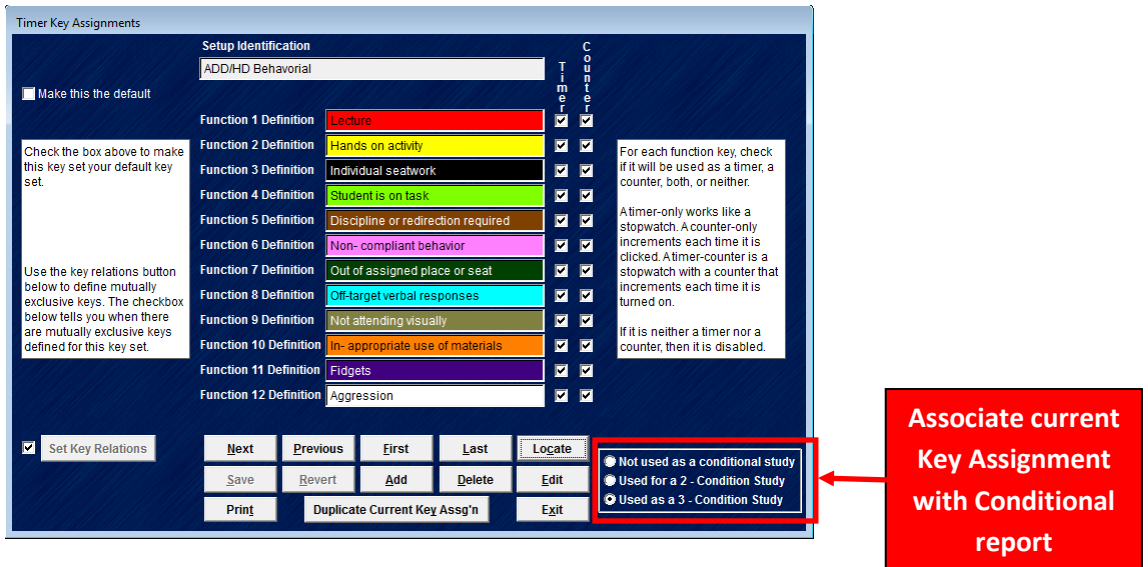 Timer Key Assignments
Setup Identification
ADD/HD Behavorial
Timer
Counter
Make this the default
Function 1 Definition Lecture
Function 2 Definition Hands on activity
Function 3 Definition Individual seatwork
Function 4 Definition Student is on task
Function 5 Definition Discipline or redirection required
Function 6 Definition Non- compliant behavior
Function 7 Definition Out of assigned place or seat
Function 8 Definition Off-target verbal responses
Function 9 Definition Not attending visually
Function 10 Definition In- appropriate use of materials
Function 11 Definition Fidgets
Function 12 Definition Aggression
Check the box above to make
this key set your default key
set.
Use the key relations button
below to define mutually
exclusive keys. The checkbox
below tells you when there
are mutually exclusive keys
defined for this key set.
For each function key, check
if it will be used as a timer, a
counter, both, or neither.
A timer-only works like a
stopwatch. A counter-only
increments each time it is
clicked. A timer-counter is a
stopwatch with a counter that
increments each time it is
turned on.
If it is neither a timer nor a
counter, then it is disabled.
Set Key Relations
Next Previous First Last Locate
Save Revert Add Delete Edit
Print Duplicate Current Key Assg'n Exit
Not used as a conditional study
Used for a 2 - Condition Study
Used as a 3 - Condition Study
Associate current
Key Assignment
with Conditional
report